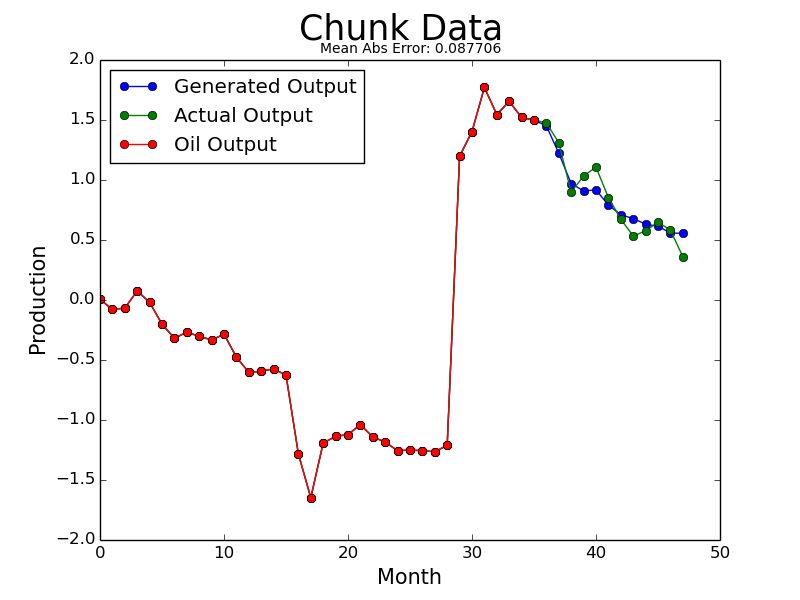 Chunk Data
Mean Abs Error: 0.087706
Generated Output
Actual Output
Oil Output
2.0
1.5
1.0
0.5
0.0
−0.5
−1.0
−1.5
−2.0
Production
0 10 20 30 40 50
Month